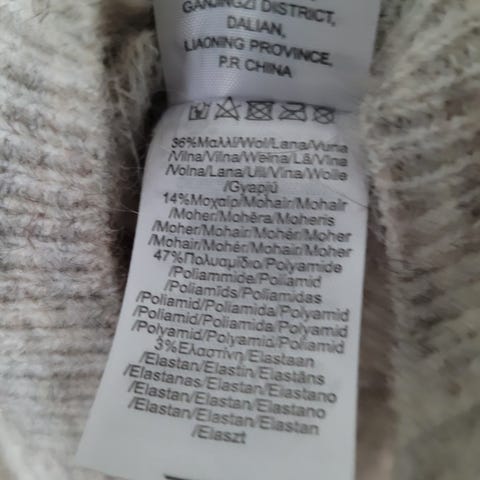 GANJINGZI DISTRICT,
DALIAN,
LIAONING PROVINCE,
P.R CHINA
36%Μαλλί/Wol/Lana/Vuna
/Vilna/Vilna/Wełna/Lã/Vlna
/Volna/Lana/Ull/Vlna/Wolle
/Gyapjú
14%Μοχαίρ/Mohair/Mohair
/Moher/Mohēra/Moheris
/Moher/Mohair/Mohér/Moher
/Mohair/Mohér/Mohair/Moher
47%Πολυαμίδιο/Polyamide
/Poliammide/Poliamid
/Poliamīds/Poliamidas
/Poliamid/Poliamida/Polyamid
/Poliamid/Poliamida/Polyamid
/Polyamid/Polyamid/Poliamid
3%Ελαστίνη/Elastaan
/Elastan/Elastin/Elastāns
/Elastanas/Elastan/Elastano
/Elastan/Elastan/Elastano
/Elastan/Elastan/Elastan
/Elaszt